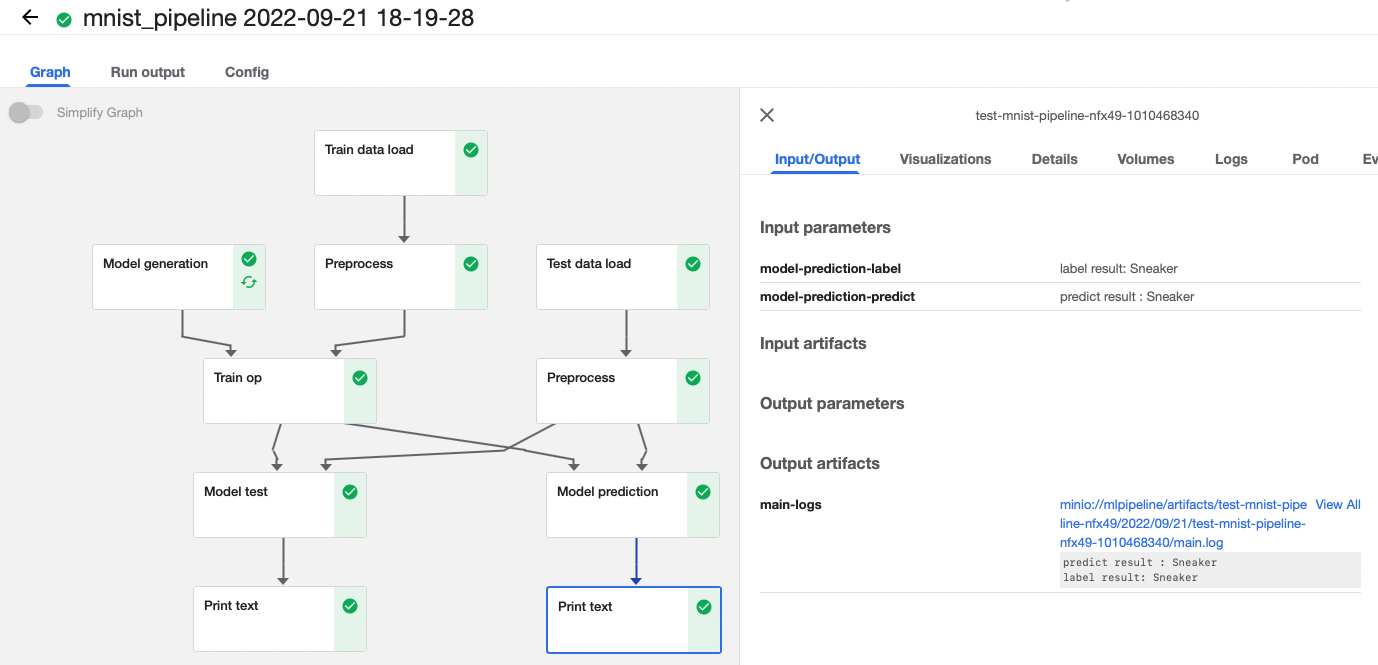 mnist_pipeline 2022-09-21 18-19-28
Graph Run output Config
Simplify Graph
Train data load
Model generation
Preprocess
Test data load
Train op
Preprocess
Model test
Model prediction
Print text
Print text
test-mnist-pipeline-nfx49-1010468340
Input/Output Visualizations Details Volumes Logs Pod Ev
Input parameters
model-prediction-label label result: Sneaker
model-prediction-predict predict result : Sneaker
Input artifacts
Output parameters
Output artifacts
main-logs minio://mlpipeline/artifacts/test-mnist-pipe View All
line-nfx49/2022/09/21/test-mnist-pipeline-
nfx49-1010468340/main.log
predict result : Sneaker
label result: Sneaker